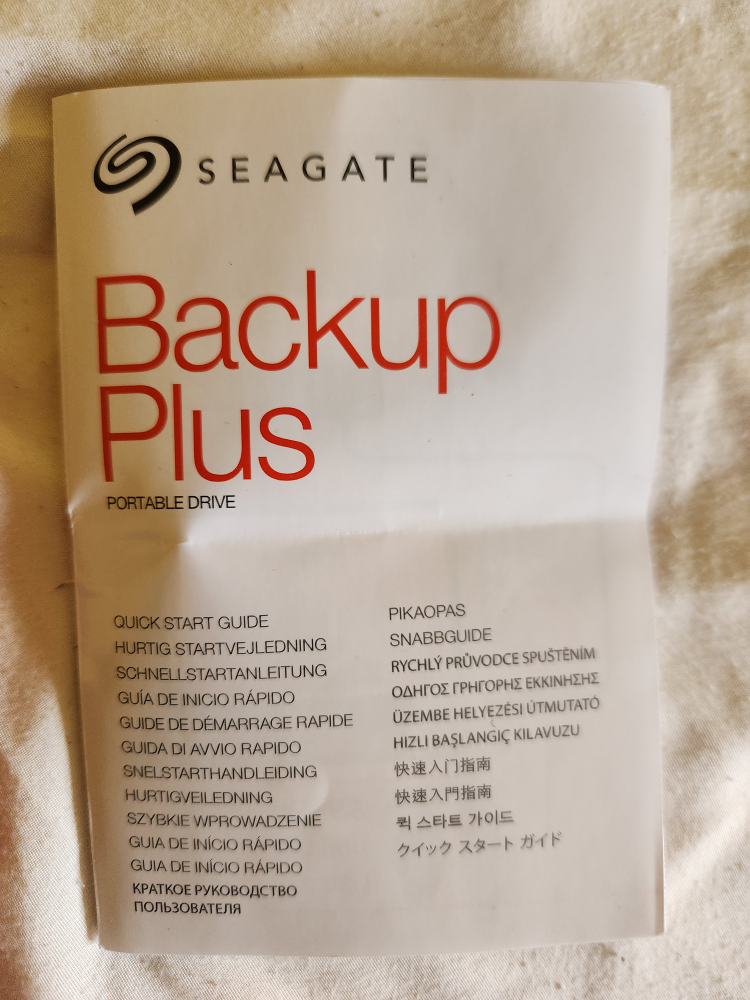 SEAGATE
Backup
Plus
PORTABLE DRIVE
QUICK START GUIDE
HURTIG STARTVEJLEDNING
SCHNELLSTARTANLEITUNG
GUÍA DE INICIO RÁPIDO
GUIDE DE DÉMARRAGE RAPIDE
GUIDA DI AVVIO RAPIDO
SNELSTARTHANDLEIDING
HURTIGVEILEDNING
SZYBKIE WPROWADZENIE
GUIA DE INÍCIO RÁPIDO
GUIA DE INÍCIO RÁPIDO
КРАТКОЕ РУКОВОДСТВО
ПОЛЬЗОВАТЕЛЯ
PIKAOPAS
SNABBGUIDE
RYCHLÝ PRŮVODCE SPUŠTĚNÍM
ΟΔΗΓΟΣ ΓΡΗΓΟΡΗΣ ΕΚΚΙΝΗΣΗΣ
ÜZEMBE HELYEZÉSI ÚTMUTATÓ
HIZLI BAŞLANGIÇ KILAVUZU
快速入门指南
快速入門指南
퀵 스타트 가이드
クイック スタート ガイド